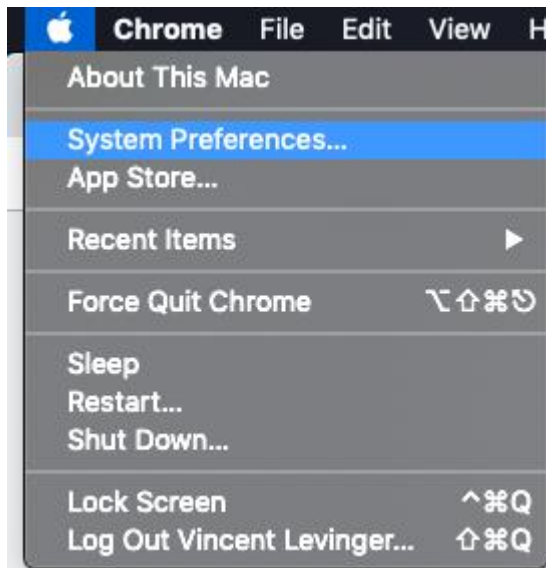 Chrome File Edit View H
About This Mac
System Preferences...
App Store...
Recent Items
Force Quit Chrome ⌥⇧⌘⎋
Sleep
Restart...
Shut Down...
Lock Screen ^⌘Q
Log Out Vincent Levinger... ⇧⌘Q